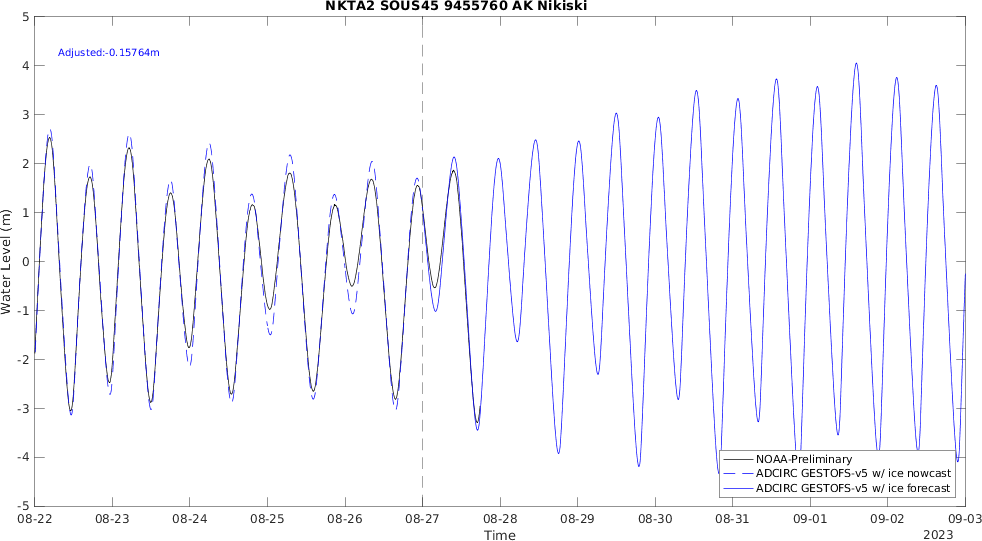 NKTA2 SOUS45 9455760 AK Nikiski
Adjusted:-0.15764m
Water Level (m)
5
4
3
2
1
0
-1
-2
-3
-4
-5
NOAA-Preliminary
ADCIRC GESTOFS-v5 w/ ice nowcast
ADCIRC GESTOFS-v5 w/ ice forecast
08-22 08-23 08-24 08-25 08-26 08-27 08-28 08-29 08-30 08-31 09-01 09-02 09-03
Time
2023